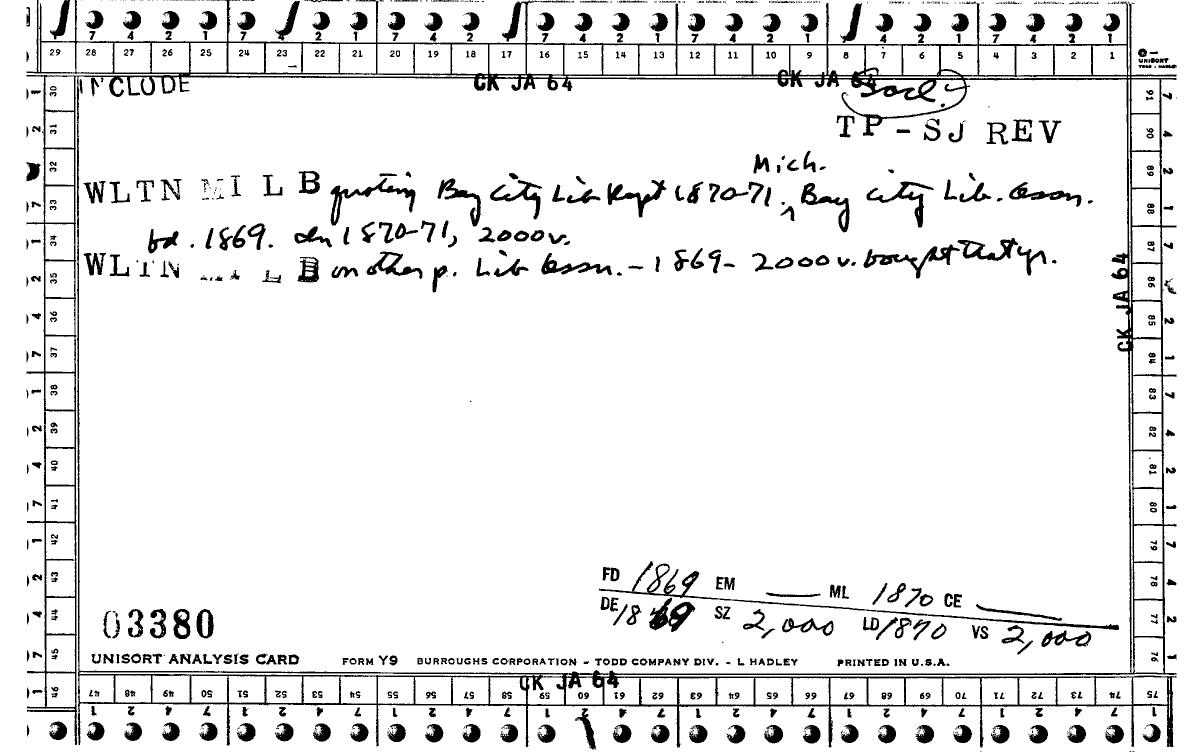 7 4 2 1 7 4 2 1 7 4 2 1 7 4 2 1 7 4 2 1 7 4 2 1 7 4 2 1
29 28 27 26 25 24 23 22 21 20 19 18 17 16 15 14 13 12 11 10 9 8 7 6 5 4 3 2 1
UNISORT
INCLUDE CK JA 64 CK JA 64 Socl.
TP - SJ REV
Mich.
WLTN MI L B quoting Bay City Lib Rept 1870-71, Bay City Lib. Assn.
fd. 1869. In 1870-71, 2000v.
WLTN MI L B on other p. Lib Assn. - 1869 - 2000 v. bought that yr.
CK JA 64
FD 1869 EM — ML 1870 CE —
DE 1869 SZ 2,000 LD 1870 VS 2,000
03380
UNISORT ANALYSIS CARD FORM Y9 BURROUGHS CORPORATION - TODD COMPANY DIV. - L HADLEY PRINTED IN U.S.A.
CK JA 64
30 31 32 33 34 35 36 37 38 39 40 41 42 43 44 45 46
91 90 89 88 87 86 85 84 83 82 81 80 79 78 77 76
47 48 49 50 51 52 53 54 55 56 57 58 59 60 61 62 63 64 65 66 67 68 69 70 71 72 73 74 75
1 2 4 7 1 2 4 7 1 2 4 7 1 2 4 7 1 2 4 7 1 2 4 7 1 2 4 7 1